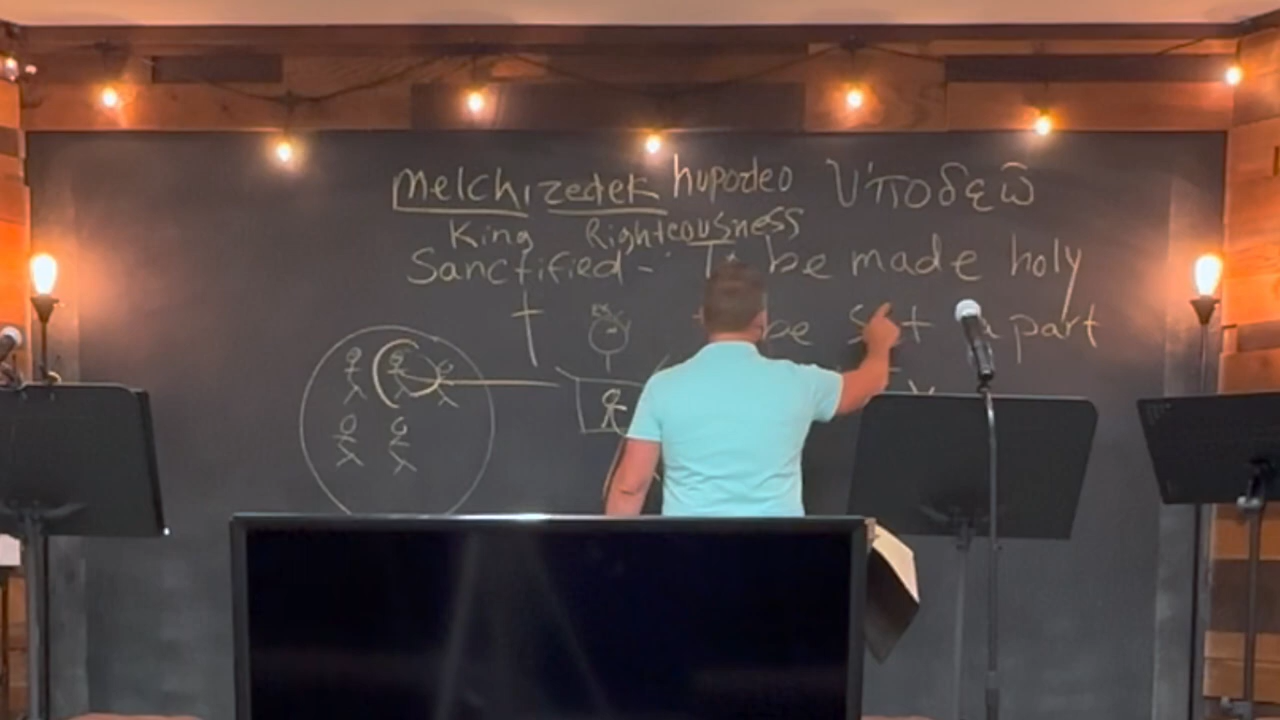 Melchizedek hupodeo Ὑποδεῶ
King Righteousness
Sanctified - To be made holy
be Set apart